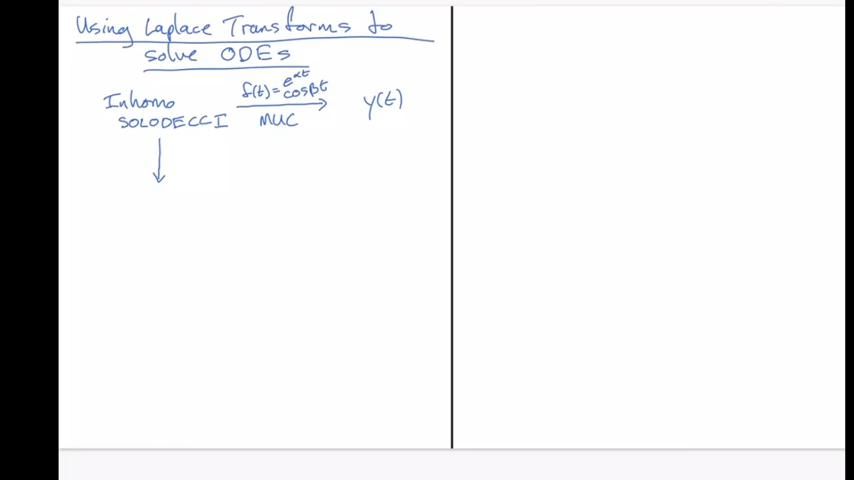 Using Laplace Transforms to
solve ODEs
Inhomo
SOLODECCI
e^αt
f(t)=cosβt
MUC
y(t)